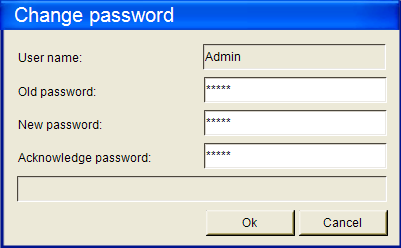 Change password
User name: Admin
Old password: *****
New password: *****
Acknowledge password: *****
Ok Cancel